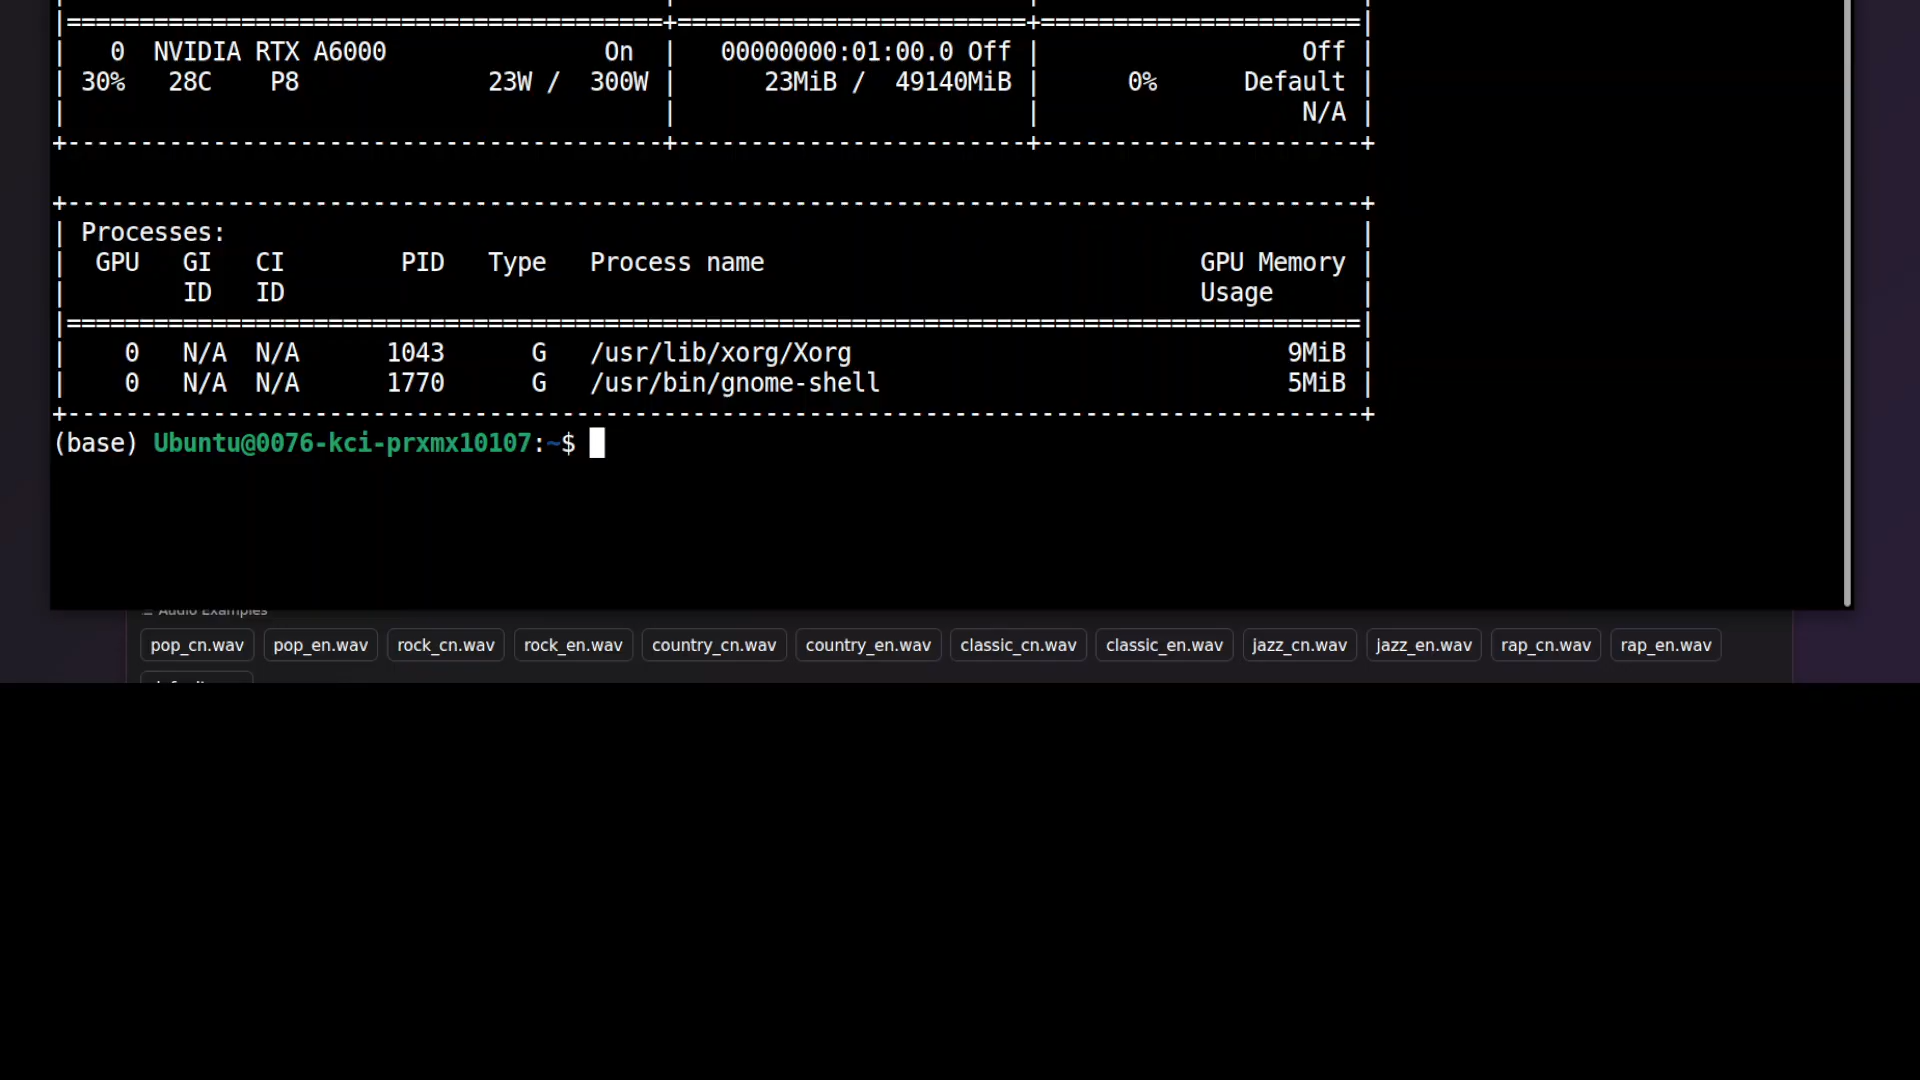 |=========================================+========================+======================|
|   0  NVIDIA RTX A6000               On  |   00000000:01:00.0 Off |                  Off |
| 30%   28C    P8             23W /  300W |      23MiB /  49140MiB |      0%      Default |
|                                         |                        |                  N/A |
+-----------------------------------------+------------------------+----------------------+
+-----------------------------------------------------------------------------------------+
| Processes:                                                                              |
|  GPU   GI   CI        PID   Type   Process name                              GPU Memory |
|        ID   ID                                                               Usage      |
|=========================================================================================|
|    0   N/A  N/A      1043      G   /usr/lib/xorg/Xorg                              9MiB |
|    0   N/A  N/A      1770      G   /usr/bin/gnome-shell                            5MiB |
+-----------------------------------------------------------------------------------------+
(base) Ubuntu@0076-kci-prxmx10107:~$
Audio Examples
pop_cn.wav pop_en.wav rock_cn.wav rock_en.wav country_cn.wav country_en.wav classic_cn.wav classic_en.wav jazz_cn.wav jazz_en.wav rap_cn.wav rap_en.wav